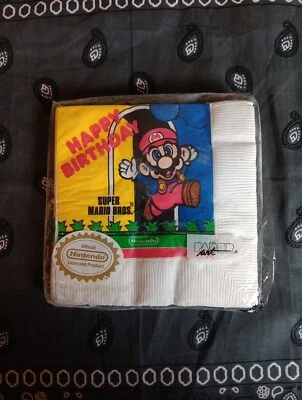 HAPPY
BIRTHDAY
SUPER
MARIO BROS.
Official
Nintendo
Licensed Product
Nintendo
PAPER
art